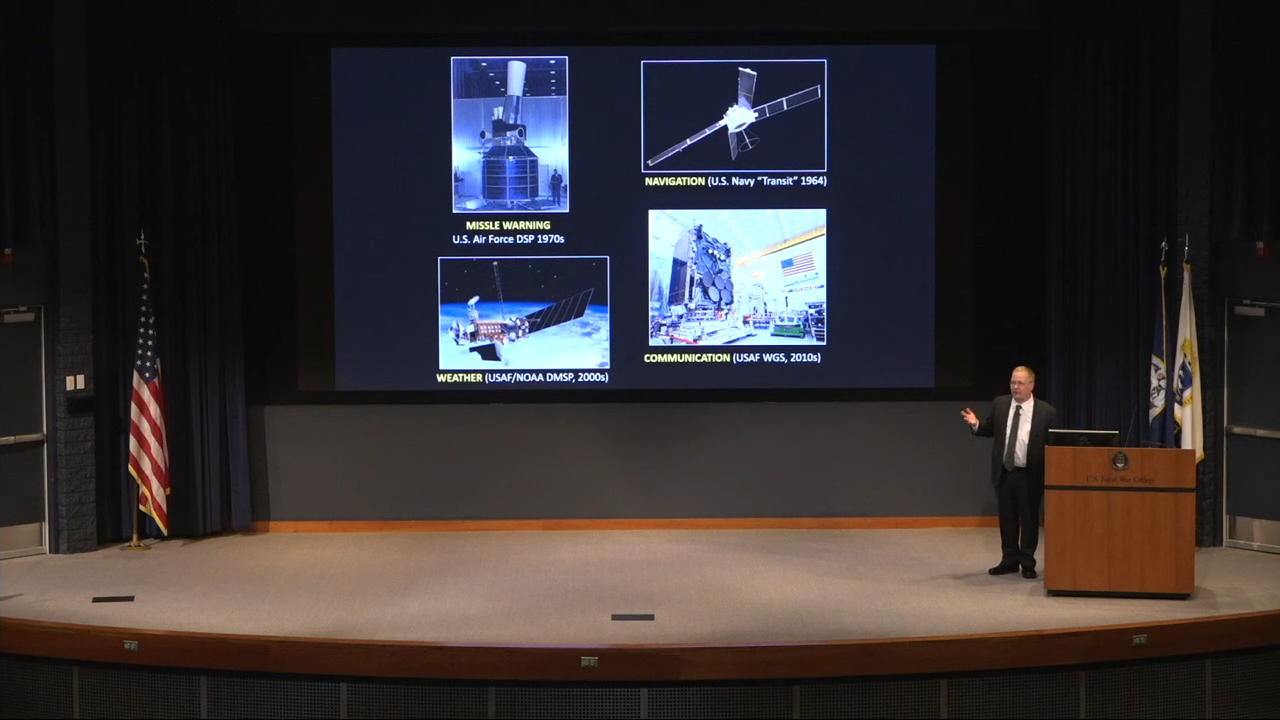 MISSLE WARNING
U.S. Air Force DSP 1970s
NAVIGATION (U.S. Navy “Transit” 1964)
WEATHER (USAF/NOAA DMSP, 2000s)
COMMUNICATION (USAF WGS, 2010s)
U.S. Naval War College